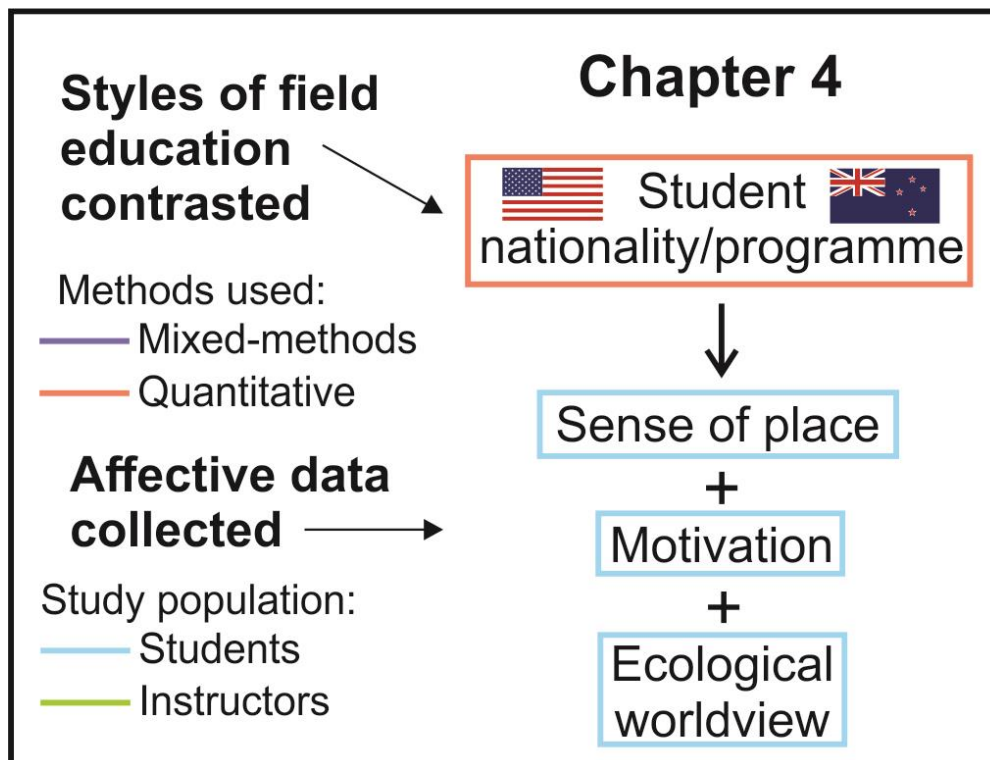 Chapter 4
Styles of field
education
contrasted
Student
nationality/programme
Methods used:
Mixed-methods
Quantitative
Sense of place
+
Affective data
collected
Motivation
+
Study population:
Students
Instructors
Ecological
worldview